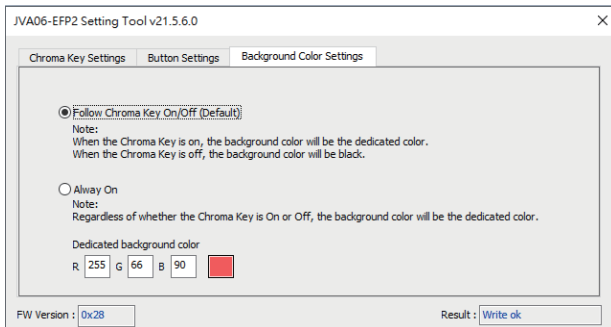 JVA06-EFP2 Setting Tool v21.5.6.0
Chroma Key Settings Button Settings Background Color Settings
Follow Chroma Key On/Off (Default)
Note:
When the Chroma Key is on, the background color will be the dedicated color.
When the Chroma Key is off, the background color will be black.
Alway On
Note:
Regardless of whether the Chroma Key is On or Off, the background color will be the dedicated color.
Dedicated background color
R 255 G 66 B 90
FW Version : 0x28 Result : Write ok